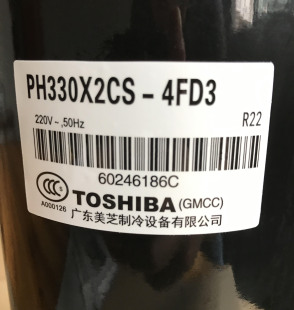 PH330X2CS-4FD3
220V~,50Hz R22
60246186C
CCC S
A000126
TOSHIBA (GMCC)
广东美芝制冷设备有限公司